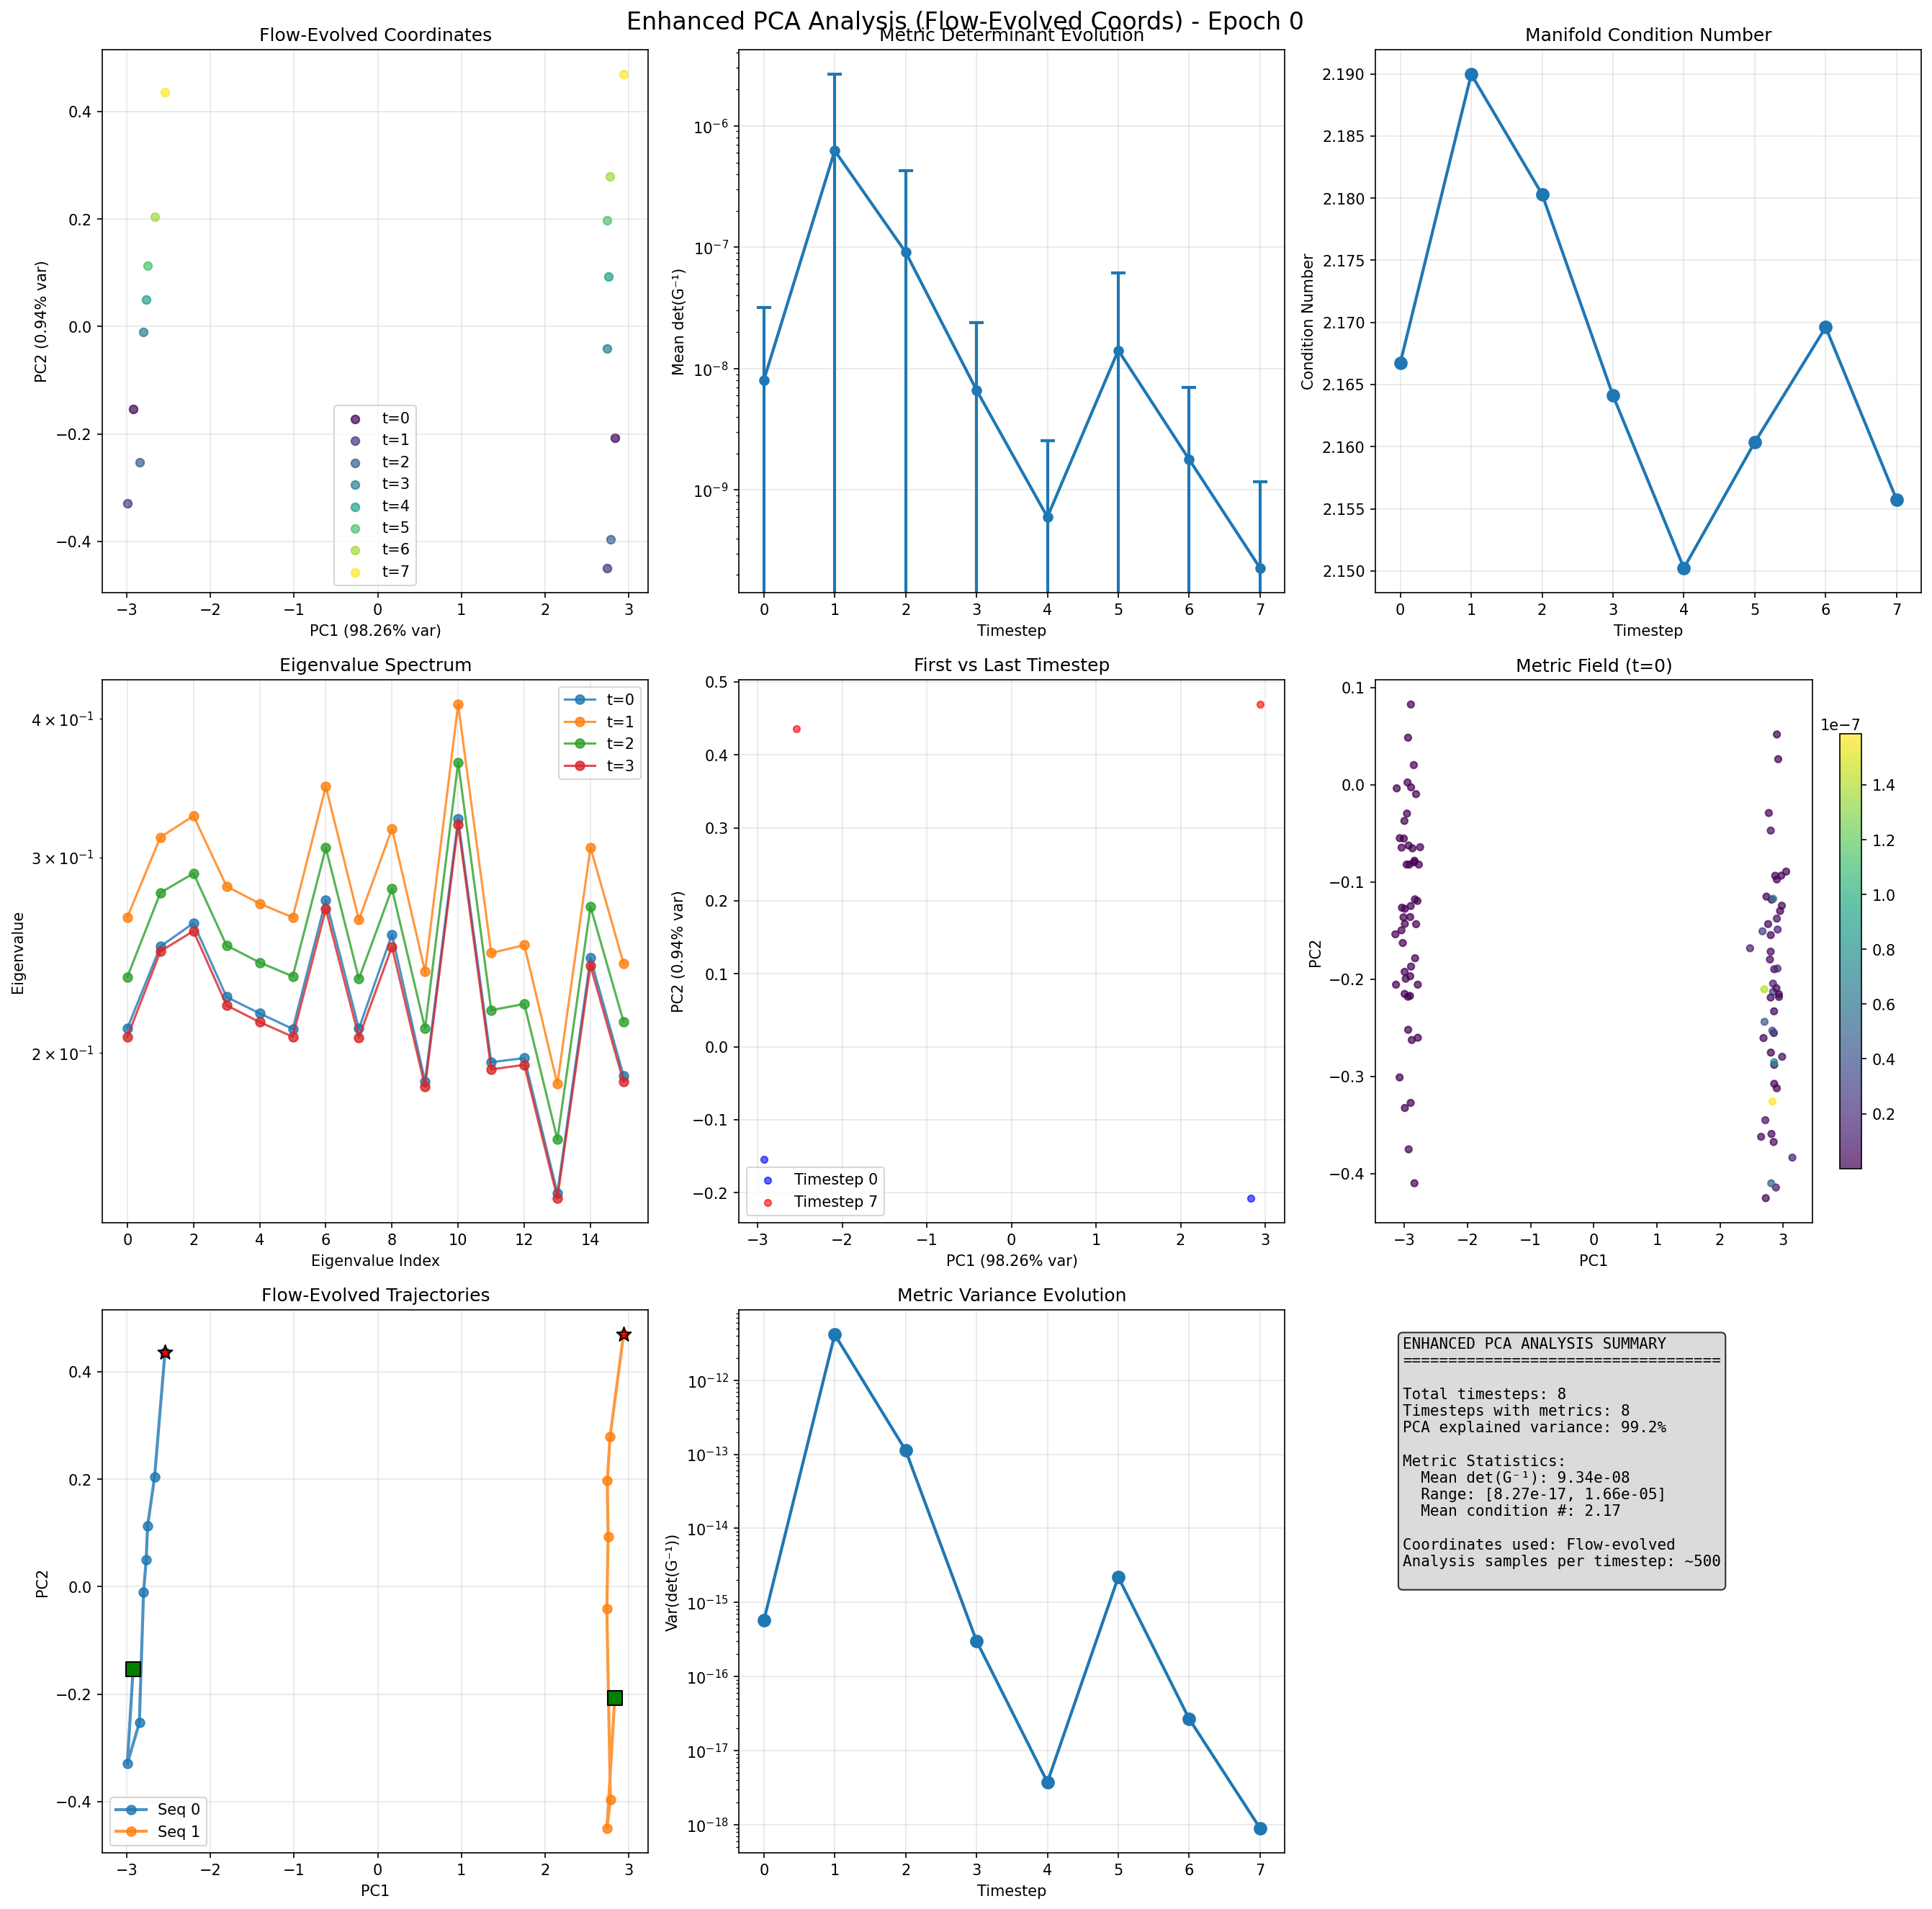 Enhanced PCA Analysis (Flow-Evolved Coords) - Epoch 0
Flow-Evolved Coordinates
0.4
0.2
0.0
−0.2
−0.4
PC2 (0.94% var)
t=0
t=1
t=2
t=3
t=4
t=5
t=6
t=7
−3 −2 −1 0 1 2 3
PC1 (98.26% var)
Metric Determinant Evolution
10⁻⁶
10⁻⁷
10⁻⁸
10⁻⁹
Mean det(G⁻¹)
0 1 2 3 4 5 6 7
Timestep
Manifold Condition Number
2.190
2.185
2.180
2.175
2.170
2.165
2.160
2.155
2.150
Condition Number
0 1 2 3 4 5 6 7
Timestep
Eigenvalue Spectrum
4 × 10⁻¹
3 × 10⁻¹
2 × 10⁻¹
Eigenvalue
t=0
t=1
t=2
t=3
0 2 4 6 8 10 12 14
Eigenvalue Index
First vs Last Timestep
0.5
0.4
0.3
0.2
0.1
0.0
−0.1
−0.2
PC2 (0.94% var)
Timestep 0
Timestep 7
−3 −2 −1 0 1 2 3
PC1 (98.26% var)
Metric Field (t=0)
0.1
0.0
−0.1
−0.2
−0.3
−0.4
PC2
−3 −2 −1 0 1 2 3
PC1
1e−7
1.4
1.2
1.0
0.8
0.6
0.4
0.2
Flow-Evolved Trajectories
0.4
0.2
0.0
−0.2
−0.4
PC2
Seq 0
Seq 1
−3 −2 −1 0 1 2 3
PC1
Metric Variance Evolution
10⁻¹²
10⁻¹³
10⁻¹⁴
10⁻¹⁵
10⁻¹⁶
10⁻¹⁷
10⁻¹⁸
Var(det(G⁻¹))
0 1 2 3 4 5 6 7
Timestep
ENHANCED PCA ANALYSIS SUMMARY
===================================
Total timesteps: 8
Timesteps with metrics: 8
PCA explained variance: 99.2%
Metric Statistics:
Mean det(G⁻¹): 9.34e-08
Range: [8.27e-17, 1.66e-05]
Mean condition #: 2.17
Coordinates used: Flow-evolved
Analysis samples per timestep: ~500